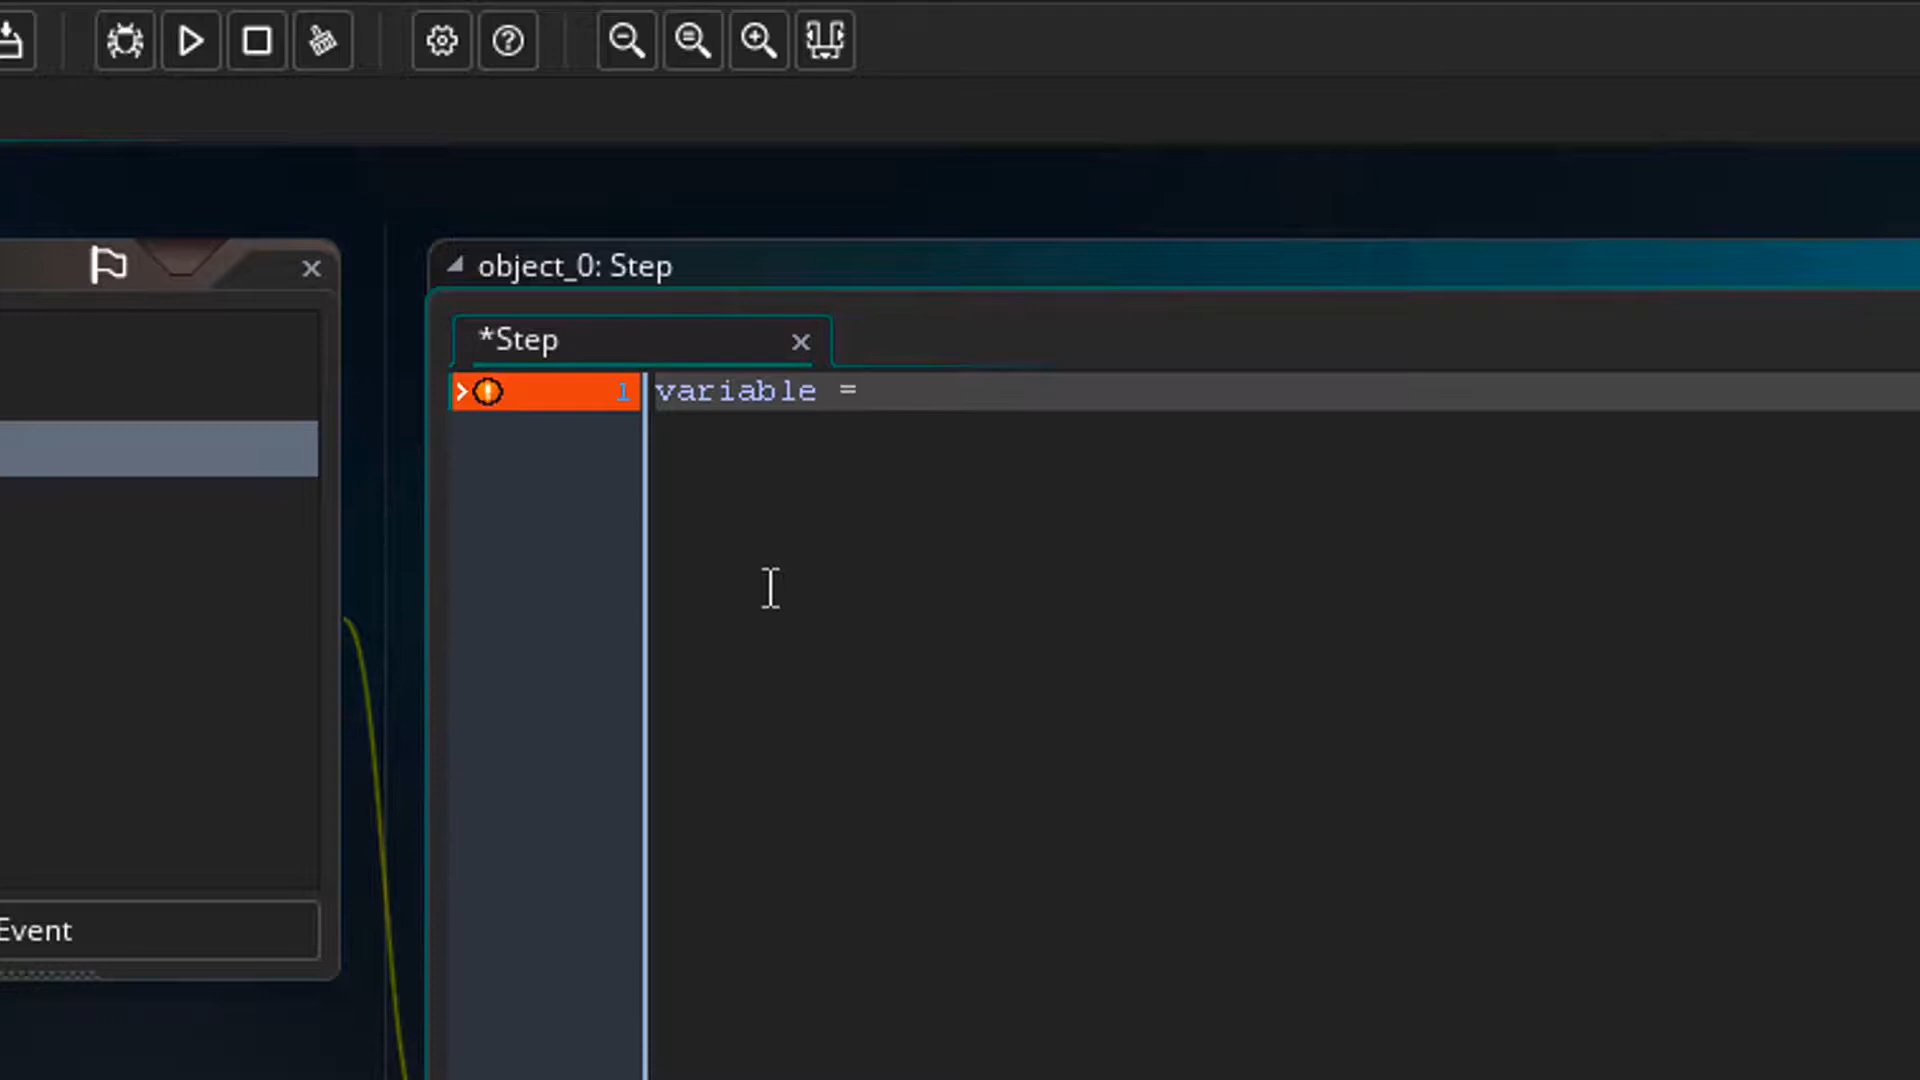 object_0: Step
*Step
1 variable =
Event